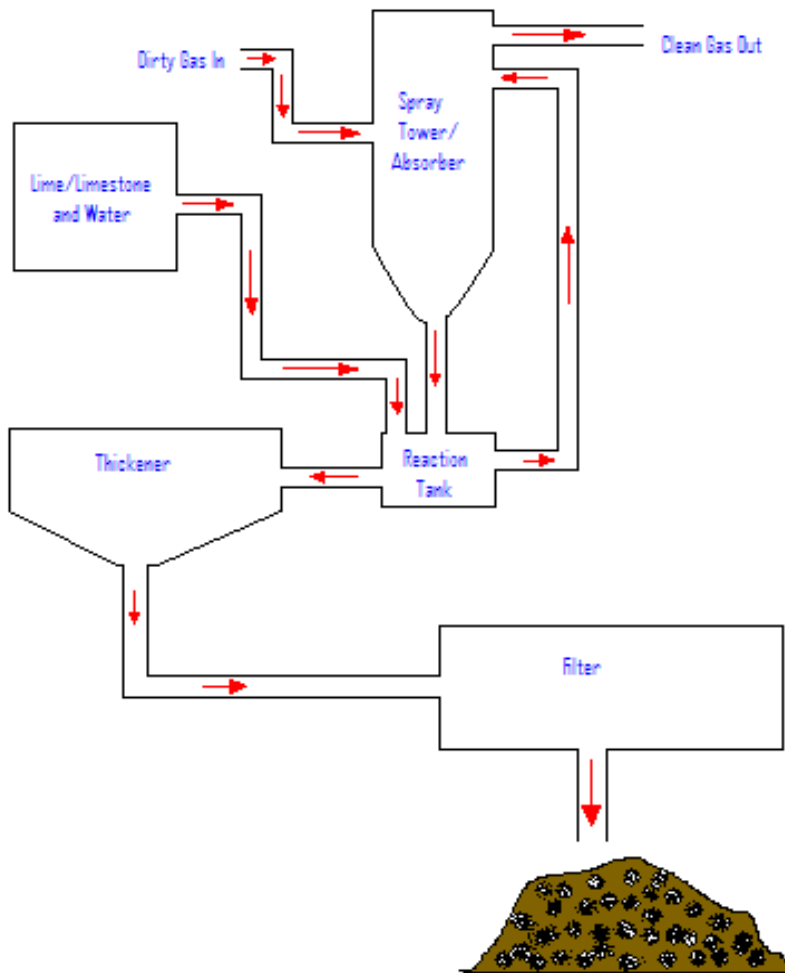 Dirty Gas In
Clean Gas Out
Spray
Tower/
Absorber
Lime/Limestone
and Water
Thickener
Reaction
Tank
Filter